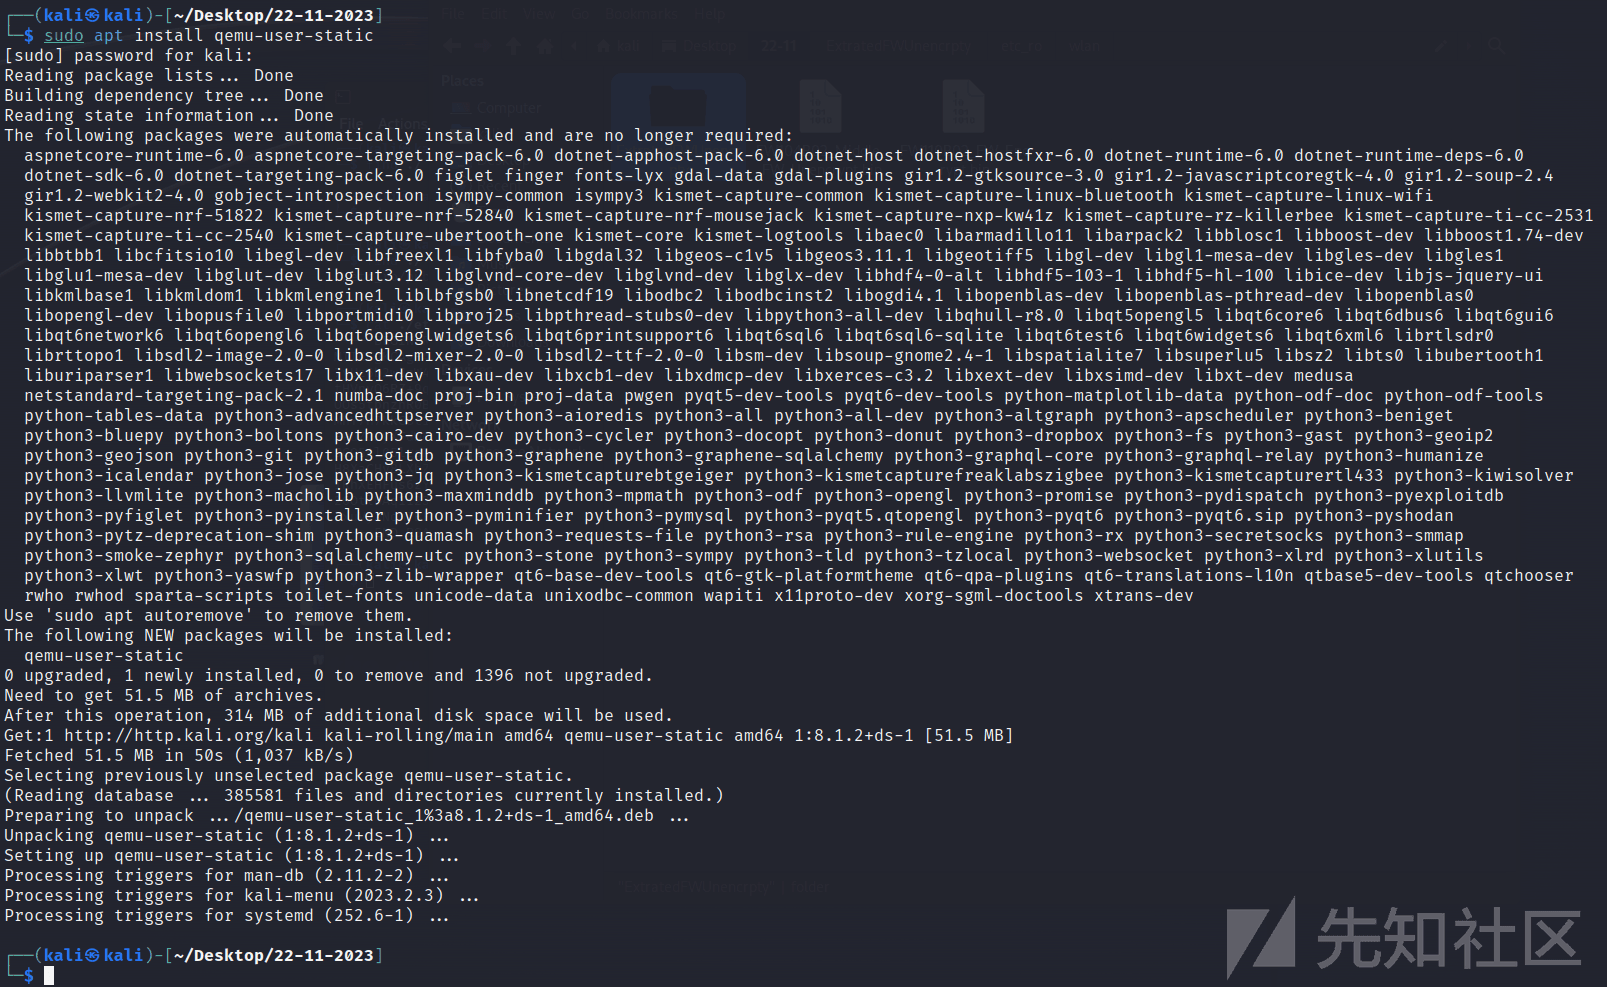 ┌──(kali㉿kali)-[~/Desktop/22-11-2023]
└─$ sudo apt install qemu-user-static
[sudo] password for kali:
Reading package lists... Done
Building dependency tree... Done
Reading state information... Done
The following packages were automatically installed and are no longer required:
aspnetcore-runtime-6.0 aspnetcore-targeting-pack-6.0 dotnet-apphost-pack-6.0 dotnet-host dotnet-hostfxr-6.0 dotnet-runtime-6.0 dotnet-runtime-deps-6.0
dotnet-sdk-6.0 dotnet-targeting-pack-6.0 figlet finger fonts-lyx gdal-data gdal-plugins gir1.2-gtksource-3.0 gir1.2-javascriptcoregtk-4.0 gir1.2-soup-2.4
gir1.2-webkit2-4.0 gobject-introspection isympy-common isympy3 kismet-capture-common kismet-capture-linux-bluetooth kismet-capture-linux-wifi
kismet-capture-nrf-51822 kismet-capture-nrf-52840 kismet-capture-nrf-mousejack kismet-capture-nxp-kw41z kismet-capture-rz-killerbee kismet-capture-ti-cc-2531
kismet-capture-ti-cc-2540 kismet-capture-ubertooth-one kismet-core kismet-logtools libaec0 libarmadillo11 libarpack2 libblosc1 libboost-dev libboost1.74-dev
libbtbb1 libcfitsio10 libegl-dev libfreexl1 libfyba0 libgdal32 libgeos-c1v5 libgeos3.11.1 libgeotiff5 libgl-dev libgl1-mesa-dev libgles-dev libgles1
libglu1-mesa-dev libglut-dev libglut3.12 libglvnd-core-dev libglvnd-dev libglx-dev libhdf4-0-alt libhdf5-103-1 libhdf5-hl-100 libice-dev libjs-jquery-ui
libkmlbase1 libkmldom1 libkmlengine1 liblbfgsb0 libnetcdf19 libodbc2 libodbcinst2 libogdi4.1 libopenblas-dev libopenblas-pthread-dev libopenblas0
libopengl-dev libopusfile0 libportmidi0 libproj25 libpthread-stubs0-dev libpython3-all-dev libqhull-r8.0 libqt5opengl5 libqt6core6 libqt6dbus6 libqt6gui6
libqt6network6 libqt6opengl6 libqt6openglwidgets6 libqt6printsupport6 libqt6sql6 libqt6sql6-sqlite libqt6test6 libqt6widgets6 libqt6xml6 librtlsdr0
librttopo1 libsdl2-image-2.0-0 libsdl2-mixer-2.0-0 libsdl2-ttf-2.0-0 libsm-dev libsoup-gnome2.4-1 libspatialite7 libsuperlu5 libsz2 libts0 libubertooth1
liburiparser1 libwebsockets17 libx11-dev libxau-dev libxcb1-dev libxdmcp-dev libxerces-c3.2 libxext-dev libxsimd-dev libxt-dev medusa
netstandard-targeting-pack-2.1 numba-doc proj-bin proj-data pwgen pyqt5-dev-tools pyqt6-dev-tools python-matplotlib-data python-odf-doc python-odf-tools
python-tables-data python3-advancedhttpserver python3-aioredis python3-all python3-all-dev python3-altgraph python3-apscheduler python3-beniget
python3-bluepy python3-boltons python3-cairo-dev python3-cycler python3-docopt python3-donut python3-dropbox python3-fs python3-gast python3-geoip2
python3-geojson python3-git python3-gitdb python3-graphene python3-graphene-sqlalchemy python3-graphql-core python3-graphql-relay python3-humanize
python3-icalendar python3-jose python3-jq python3-kismetcapturebtgeiger python3-kismetcapturefreaklabszigbee python3-kismetcapturertl433 python3-kiwisolver
python3-llvmlite python3-macholib python3-maxminddb python3-mpmath python3-odf python3-opengl python3-promise python3-pydispatch python3-pyexploitdb
python3-pyfiglet python3-pyinstaller python3-pyminifier python3-pymysql python3-pyqt5.qtopengl python3-pyqt6 python3-pyqt6.sip python3-pyshodan
python3-pytz-deprecation-shim python3-quamash python3-requests-file python3-rsa python3-rule-engine python3-rx python3-secretsocks python3-smmap
python3-smoke-zephyr python3-sqlalchemy-utc python3-stone python3-sympy python3-tld python3-tzlocal python3-websocket python3-xlrd python3-xlutils
python3-xlwt python3-yaswfp python3-zlib-wrapper qt6-base-dev-tools qt6-gtk-platformtheme qt6-qpa-plugins qt6-translations-l10n qtbase5-dev-tools qtchooser
rwho rwhod sparta-scripts toilet-fonts unicode-data unixodbc-common wapiti x11proto-dev xorg-sgml-doctools xtrans-dev
Use 'sudo apt autoremove' to remove them.
The following NEW packages will be installed:
qemu-user-static
0 upgraded, 1 newly installed, 0 to remove and 1396 not upgraded.
Need to get 51.5 MB of archives.
After this operation, 314 MB of additional disk space will be used.
Get:1 http://http.kali.org/kali kali-rolling/main amd64 qemu-user-static amd64 1:8.1.2+ds-1 [51.5 MB]
Fetched 51.5 MB in 50s (1,037 kB/s)
Selecting previously unselected package qemu-user-static.
(Reading database ... 385581 files and directories currently installed.)
Preparing to unpack .../qemu-user-static_1%3a8.1.2+ds-1_amd64.deb ...
Unpacking qemu-user-static (1:8.1.2+ds-1) ...
Setting up qemu-user-static (1:8.1.2+ds-1) ...
Processing triggers for man-db (2.11.2-2) ...
Processing triggers for kali-menu (2023.2.3) ...
Processing triggers for systemd (252.6-1) ...
┌──(kali㉿kali)-[~/Desktop/22-11-2023]
└─$
先知社区